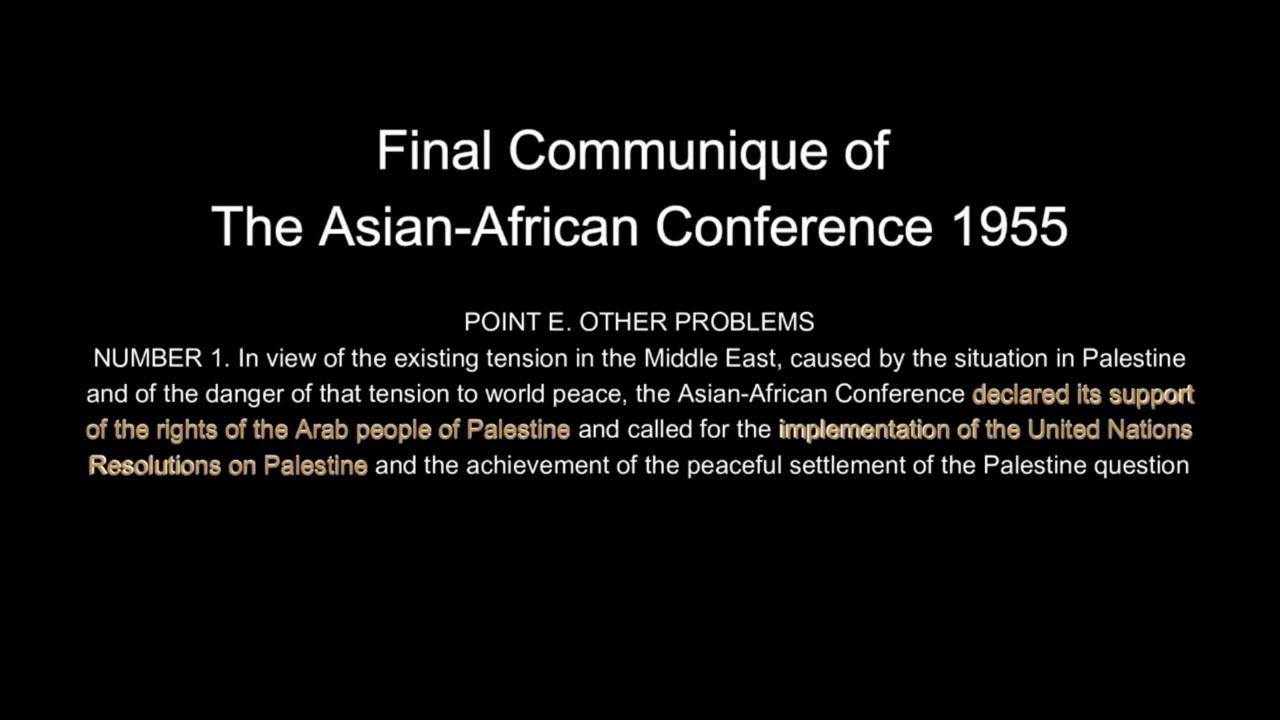 Final Communique of
The Asian-African Conference 1955
POINT E. OTHER PROBLEMS
NUMBER 1. In view of the existing tension in the Middle East, caused by the situation in Palestine
and of the danger of that tension to world peace, the Asian-African Conference declared its support
of the rights of the Arab people of Palestine and called for the implementation of the United Nations
Resolutions on Palestine and the achievement of the peaceful settlement of the Palestine question